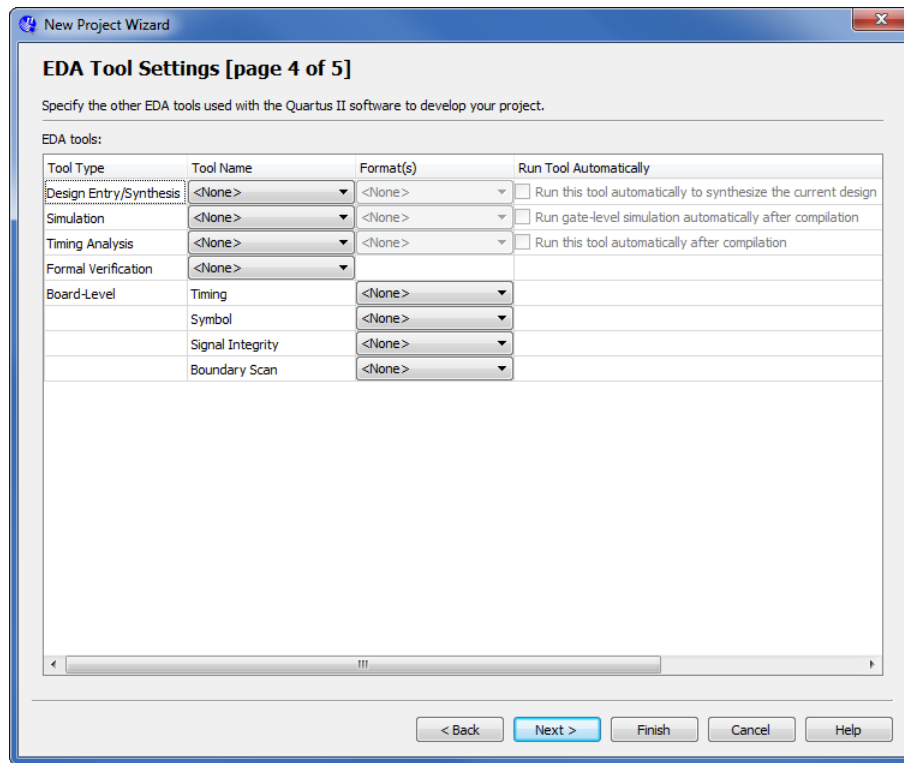 New Project Wizard
EDA Tool Settings [page 4 of 5]
Specify the other EDA tools used with the Quartus II software to develop your project.
EDA tools:
Tool Type Tool Name Format(s) Run Tool Automatically
Design Entry/Synthesis <None> <None> Run this tool automatically to synthesize the current design
Simulation <None> <None> Run gate-level simulation automatically after compilation
Timing Analysis <None> <None> Run this tool automatically after compilation
Formal Verification <None>
Board-Level Timing <None>
Symbol <None>
Signal Integrity <None>
Boundary Scan <None>
< Back Next > Finish Cancel Help